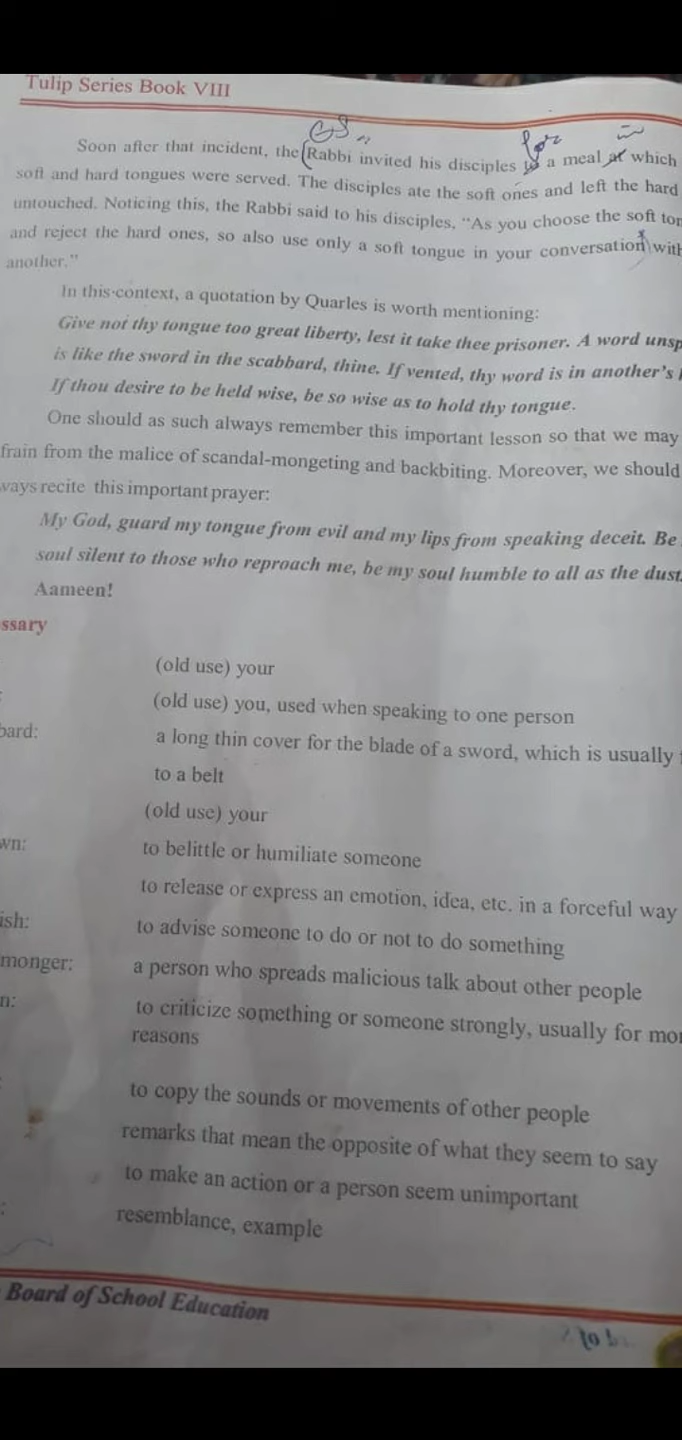 Tulip Series Book VIII
for in
Soon after that incident, the Rabbi invited his disciples to a meal at which
soft and hard tongues were served. The disciples ate the soft ones and left the hard
untouched. Noticing this, the Rabbi said to his disciples, "As you choose the soft ton
and reject the hard ones, so also use only a soft tongue in your conversation with
another."
In this context, a quotation by Quarles is worth mentioning:
Give not thy tongue too great liberty, lest it take thee prisoner. A word unsp
is like the sword in the scabbard, thine. If vented, thy word is in another's
If thou desire to be held wise, be so wise as to hold thy tongue.
One should as such always remember this important lesson so that we may
frain from the malice of scandal-mongeting and backbiting. Moreover, we should
ways recite this important prayer:
My God, guard my tongue from evil and my lips from speaking deceit. Be
soul silent to those who reproach me, be my soul humble to all as the dust.
Aameen!
ssary
(old use) your
: (old use) you, used when speaking to one person
bard: a long thin cover for the blade of a sword, which is usually
to a belt
(old use) your
wn: to belittle or humiliate someone
to release or express an emotion, idea, etc. in a forceful way
ish: to advise someone to do or not to do something
monger: a person who spreads malicious talk about other people
n: to criticize something or someone strongly, usually for mor
reasons
: to copy the sounds or movements of other people
remarks that mean the opposite of what they seem to say
to make an action or a person seem unimportant
: resemblance, example
Board of School Education